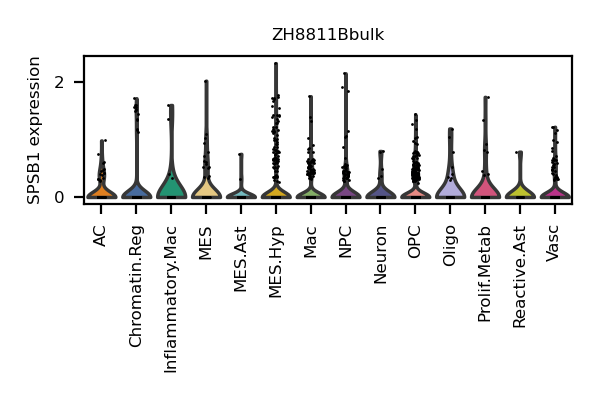 ZH8811Bbulk
SPSB1 expression
2
0
AC
Chromatin.Reg
Inflammatory.Mac
MES
MES.Ast
MES.Hyp
Mac
NPC
Neuron
OPC
Oligo
Prolif.Metab
Reactive.Ast
Vasc